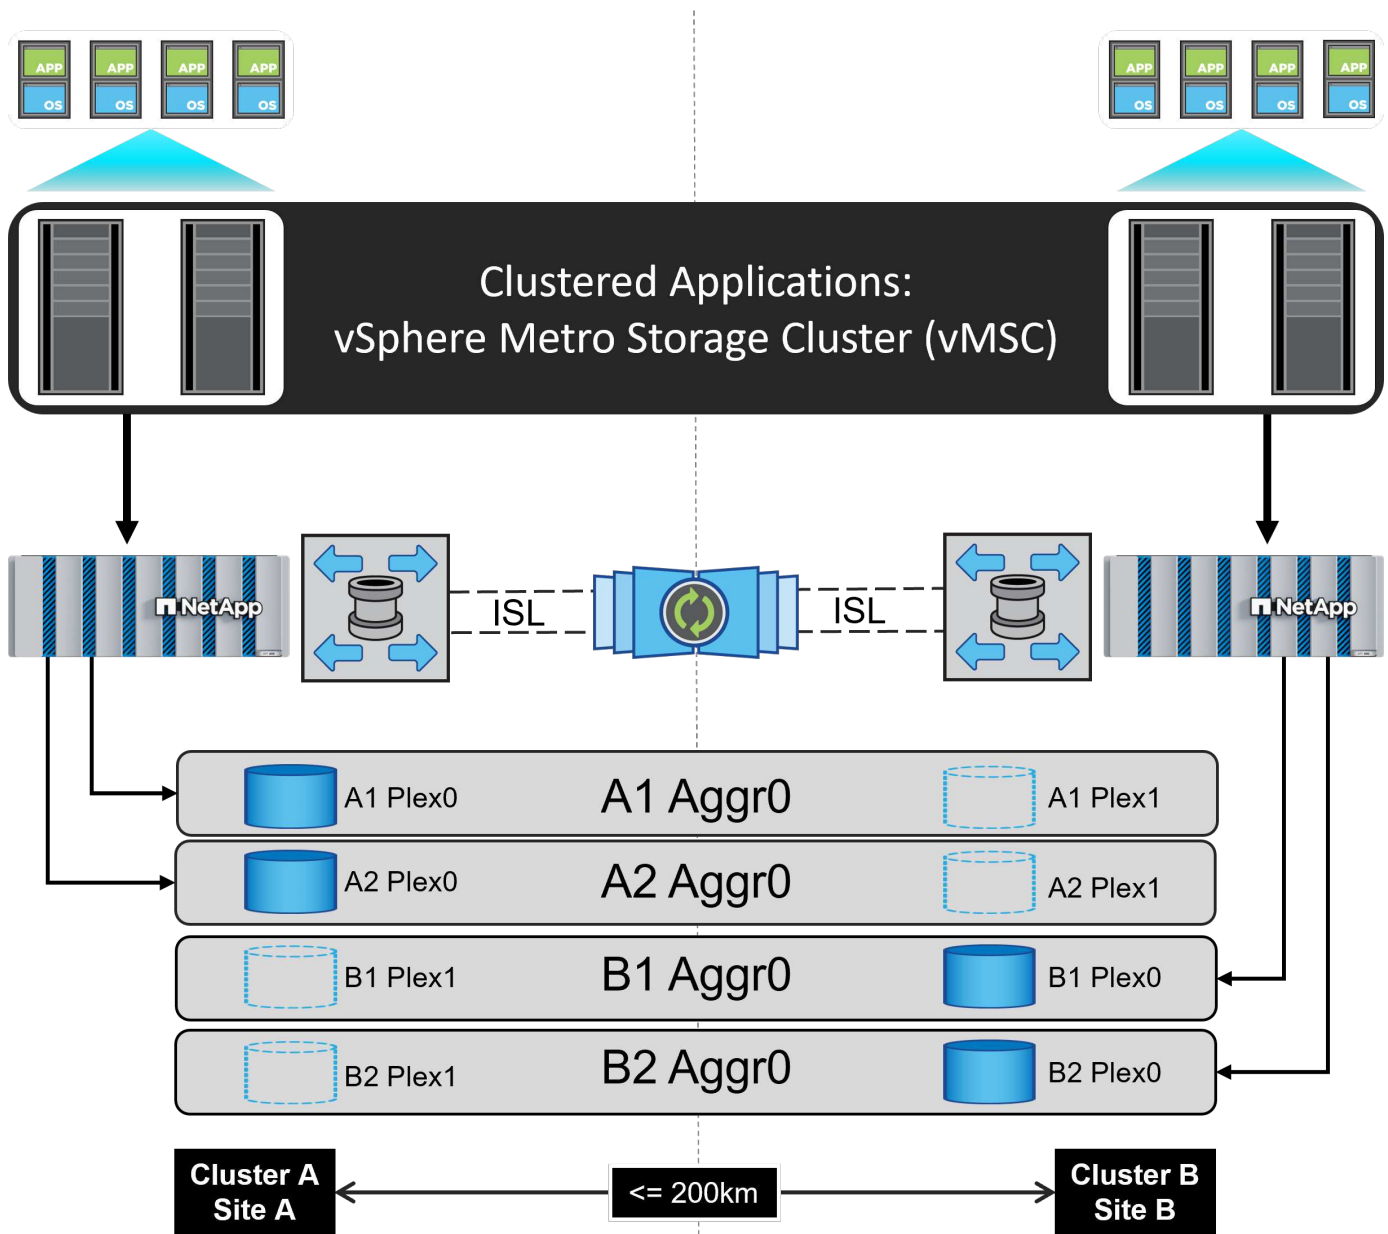 APP APP APP APP
OS OS OS OS
APP APP APP APP
OS OS OS OS
Clustered Applications:
vSphere Metro Storage Cluster (vMSC)
NetApp
ISL
ISL
NetApp
A1 Plex0
A1 Aggr0
A1 Plex1
A2 Plex0
A2 Aggr0
A2 Plex1
B1 Plex1
B1 Aggr0
B1 Plex0
B2 Plex1
B2 Aggr0
B2 Plex0
Cluster A
Site A
<= 200km
Cluster B
Site B